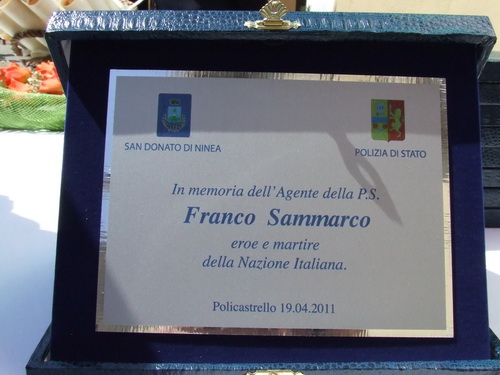 SAN DONATO DI NINEA
POLIZIA DI STATO
In memoria dell'Agente della P.S.
Franco Sammarco
eroe e martire
della Nazione Italiana.
Policastrello 19.04.2011